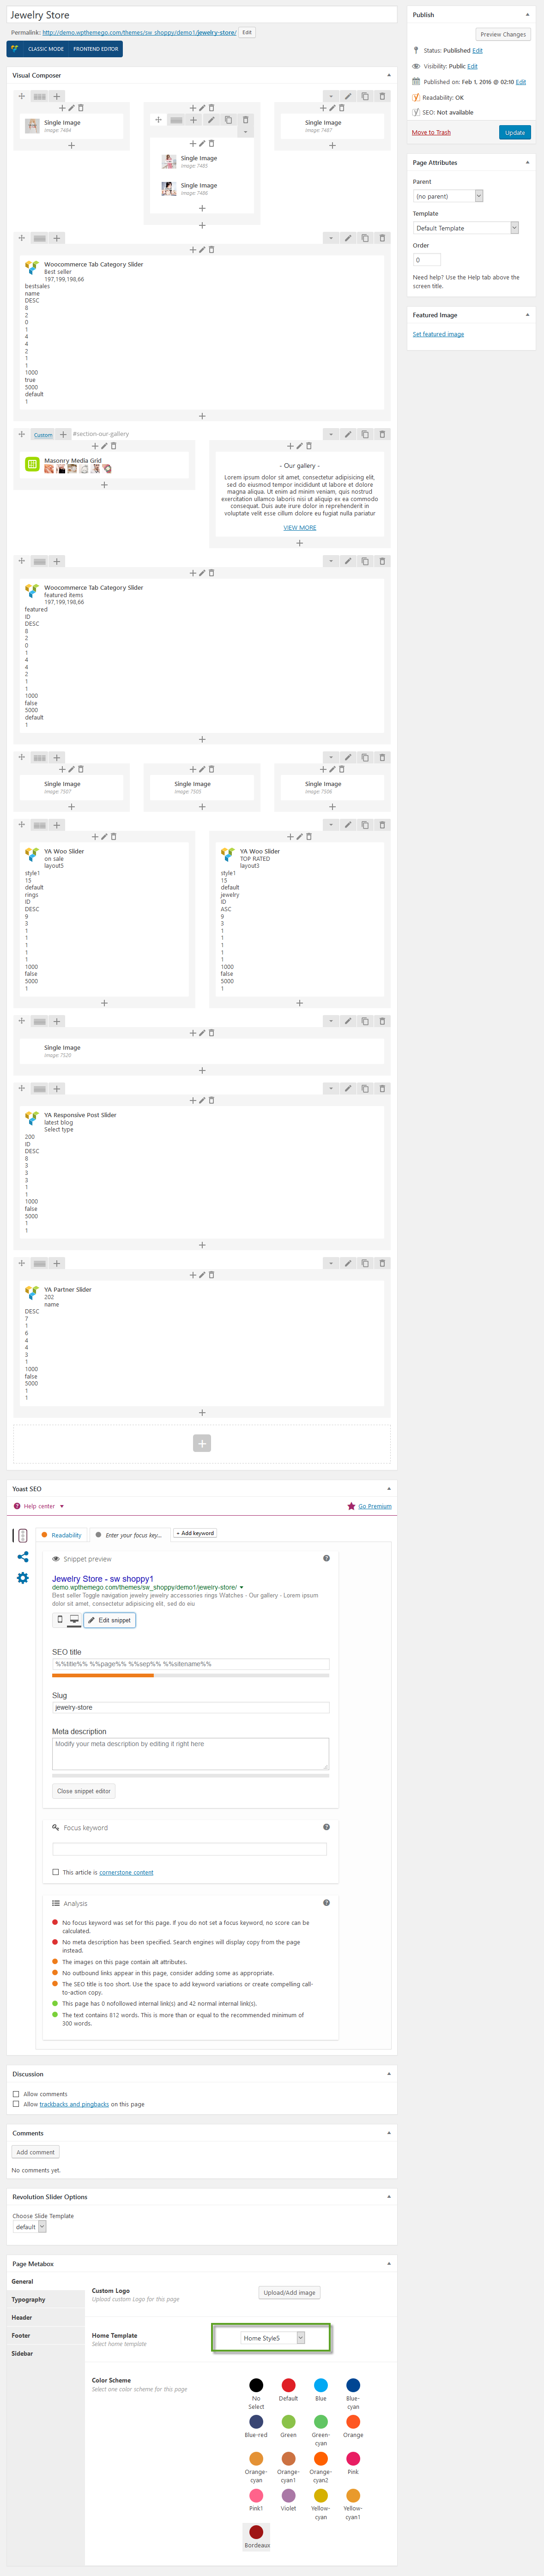 Jewelry Store
Permalink: http://demo.wpthemego.com/themes/sw_shoppy/demo1/jewelry-store/ Edit
CLASSIC MODE FRONTEND EDITOR
Visual Composer
Single Image
Image 7484
Single Image
Image 7485
Single Image
Image 7486
Single Image
Image 7487
Woocommerce Tab Category Slider
Best seller
197,199,198,66
bestsales
name
DESC
8
2
0
1
4
4
2
1
1
1000
true
5000
default
1
Custom #section-our-gallery
Masonry Media Grid
- Our gallery -
Lorem ipsum dolor sit amet, consectetur adipisicing elit,
sed do eiusmod tempor incididunt ut labore et dolore
magna aliqua. Ut enim ad minim veniam, quis nostrud
exercitation ullamco laboris nisi ut aliquip ex ea commodo
consequat. Duis aute irure dolor in reprehenderit in
voluptate velit esse cillum dolore eu fugiat nulla pariatur
VIEW MORE
Woocommerce Tab Category Slider
featured items
197,199,198,66
featured
ID
DESC
8
2
0
1
4
4
2
1
1
1000
false
5000
default
1
Single Image
Image 7507
Single Image
Image 7505
Single Image
Image 7506
YA Woo Slider
on sale
layout5
style1
15
default
rings
ID
DESC
9
3
1
1
1
1
1
1000
false
5000
1
YA Woo Slider
TOP RATED
layout3
style1
15
default
jewelry
ID
ASC
9
3
1
1
1
1
1
1000
false
5000
1
Single Image
Image 7520
YA Responsive Post Slider
latest blog
Select type
200
ID
DESC
8
3
3
3
1
1
1000
false
5000
1
1
YA Partner Slider
202
name
DESC
7
1
6
4
4
3
1
1000
false
5000
1
1
Yoast SEO
Help center Go Premium
Readability Enter your focus key... + Add keyword
Snippet preview
Jewelry Store - sw shoppy1
demo.wpthemego.com/themes/sw_shoppy/demo1/jewelry-store/
Best seller Toggle navigation jewelry jewelry accessories rings Watches - Our gallery - Lorem ipsum
dolor sit amet, consectetur adipisicing elit, sed do eiu
Edit snippet
SEO title
%%title%% %%page%% %%sep%% %%sitename%%
Slug
jewelry-store
Meta description
Modify your meta description by editing it right here
Close snippet editor
Focus keyword
This article is cornerstone content
Analysis
No focus keyword was set for this page. If you do not set a focus keyword, no score can be
calculated.
No meta description has been specified. Search engines will display copy from the page
instead.
The images on this page contain alt attributes.
No outbound links appear in this page, consider adding some as appropriate.
The SEO title is too short. Use the space to add keyword variations or create compelling call-
to-action copy.
This page has 0 nofollowed internal link(s) and 42 normal internal link(s).
The text contains 812 words. This is more than or equal to the recommended minimum of
300 words.
Discussion
Allow comments
Allow trackbacks and pingbacks on this page
Comments
Add comment
No comments yet.
Revolution Slider Options
Choose Slide Template
default
Page Metabox
General
Typography
Header
Footer
Sidebar
Custom Logo
Upload custom Logo for this page
Upload/Add image
Home Template
Select home template
Home Style5
Color Scheme
Select one color scheme for this page
No Select
Default
Blue
Blue-cyan
Blue-red
Green
Green-cyan
Orange
Orange-cyan
Orange-cyan1
Orange-cyan2
Pink
Pink1
Violet
Yellow-cyan
Yellow-cyan1
Bordeaux
Publish
Preview Changes
Status: Published Edit
Visibility: Public Edit
Published on: Feb 1, 2016 @ 02:10 Edit
Readability: OK
SEO: Not available
Move to Trash Update
Page Attributes
Parent
(no parent)
Template
Default Template
Order
0
Need help? Use the Help tab above the
screen title.
Featured Image
Set featured image